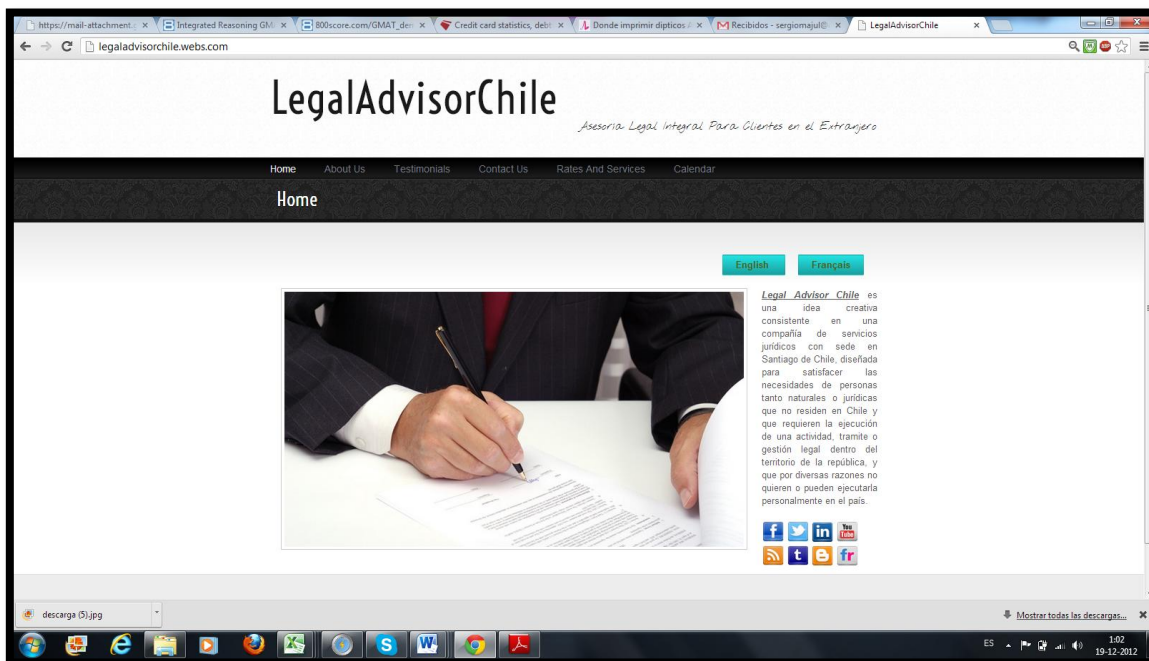 https://mail-attachment.g
Integrated Reasoning GM
800score.com/GMAT_den
Credit card statistics, debt
Donde imprimir dipticos
Recibidos - sergiomajul@
LegalAdvisorChile
legaladvisorchile.webs.com
LegalAdvisorChile
Asesoria Legal Integral Para Clientes en el Extranjero
Home About Us Testimonials Contact Us Rates And Services Calendar
Home
English Français
Legal Advisor Chile es
una idea creativa
consistente en una
compañía de servicios
jurídicos con sede en
Santiago de Chile, diseñada
para satisfacer las
necesidades de personas
tanto naturales o jurídicas
que no residen en Chile y
que requieren la ejecución
de una actividad, tramite o
gestión legal dentro del
territorio de la república, y
que por diversas razones no
quieren o pueden ejecutarla
personalmente en el país.
f in You Tube
t fr
descarga (5).jpg
Mostrar todas las descargas...
ES 1:02
19-12-2012